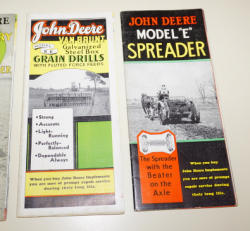 John Deere
VAN BRUNT
Galvanized
Steel Box
GRAIN DRILLS
WITH FLUTED FORCE FEEDS
Strong
Accurate
Light-
Running
Perfectly-
Balanced
Dependable
Always
When you buy
John Deere Implements
you are sure of prompt repair
service during their long life.
JOHN DEERE
MODEL "E"
SPREADER
The Spreader
with the
Beater
on the
Axle
When you buy
John Deere Implements
you are sure of prompt
repair service during
their long life.